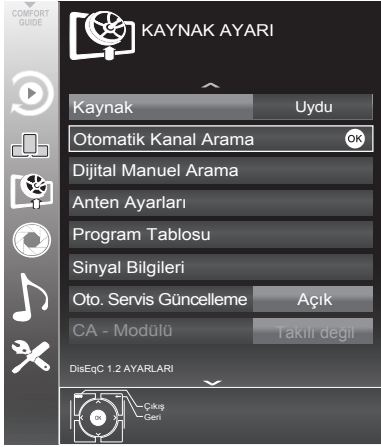 COMFORT
GUIDE
KAYNAK AYARI
Kaynak Uydu
Otomatik Kanal Arama OK
Dijital Manuel Arama
Anten Ayarları
Program Tablosu
Sinyal Bilgileri
Oto. Servis Güncelleme Açık
CA - Modülü Takılı değil
DisEqC 1.2 AYARLARI
Çıkış
OK Geri